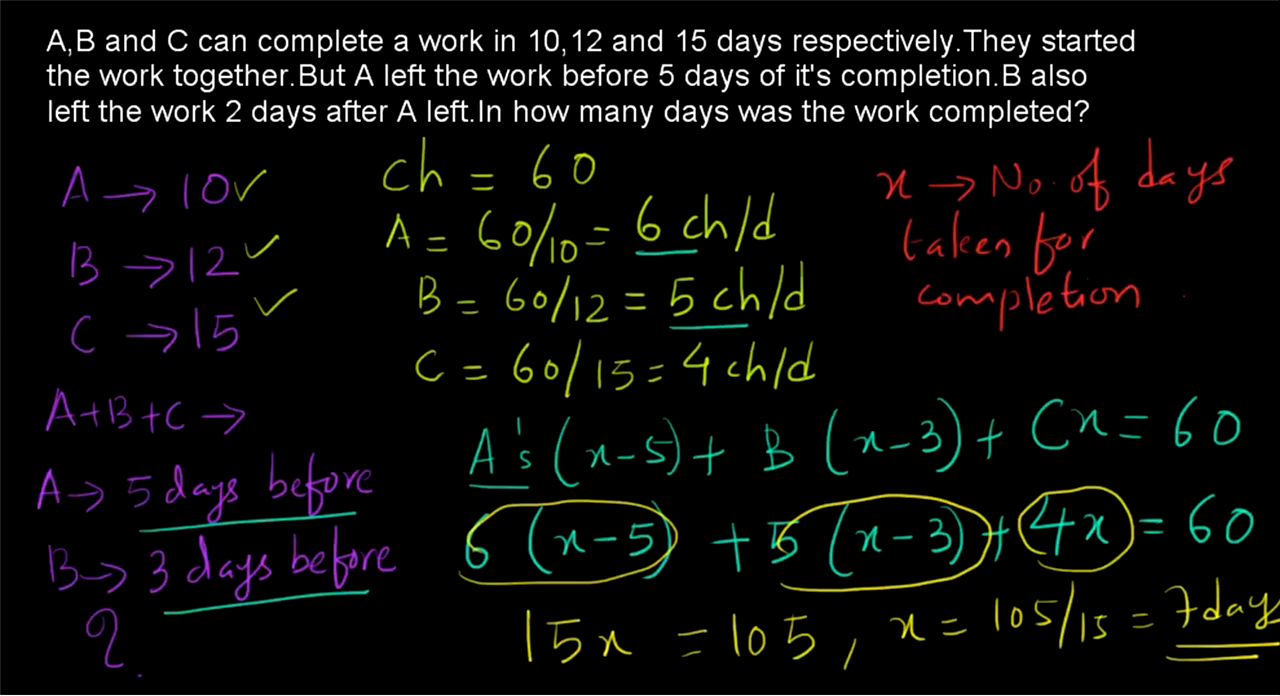 A,B and C can complete a work in 10,12 and 15 days respectively.They started
the work together.But A left the work before 5 days of it's completion.B also
left the work 2 days after A left.In how many days was the work completed?
A → 10 ✓
B → 12 ✓
C → 15 ✓
A+B+C →
A → 5 days before
B → 3 days before
?
ch = 60
A = 60/10 = 6 ch/d
B = 60/12 = 5 ch/d
C = 60/15 = 4 ch/d
x → No. of days
taken for
completion
A's (x-5) + B (x-3) + Cx = 60
6 (x-5) + 5 (x-3) + 4x = 60
15x = 105, x = 105/15 = 7 days